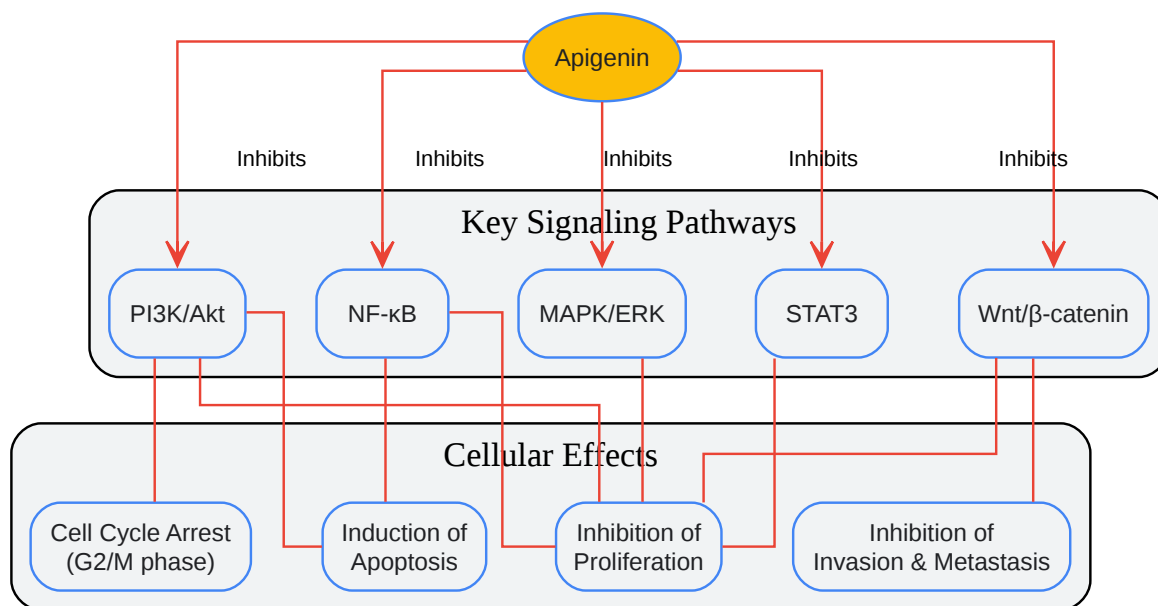 Apigenin
Inhibits
Inhibits
Inhibits
Inhibits
Inhibits
Key Signaling Pathways
PI3K/Akt
NF-κB
MAPK/ERK
STAT3
Wnt/β-catenin
Cellular Effects
Cell Cycle Arrest
(G2/M phase)
Induction of
Apoptosis
Inhibition of
Proliferation
Inhibition of
Invasion & Metastasis